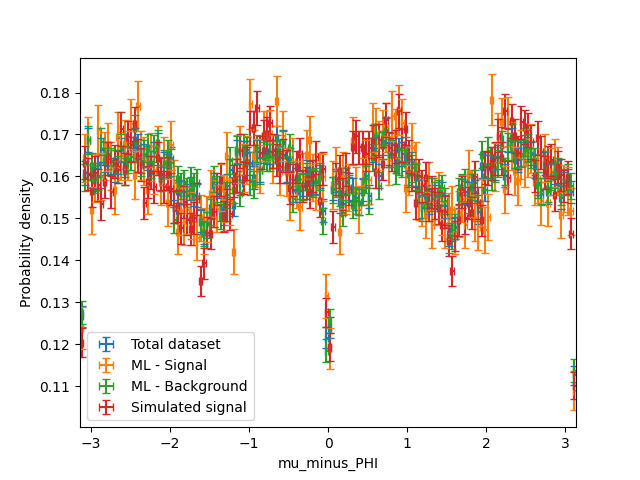 0.18
0.17
0.16
0.15
0.14
0.13
0.12
0.11
Probability density
Total dataset
ML - Signal
ML - Background
Simulated signal
−3 −2 −1 0 1 2 3
mu_minus_PHI